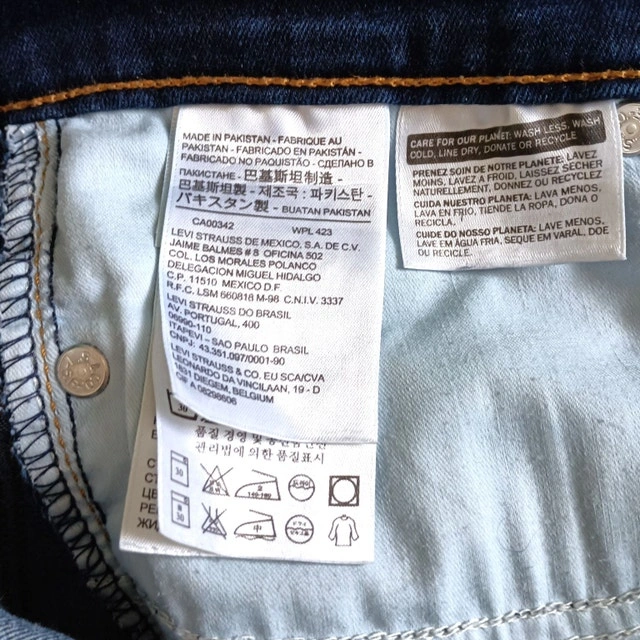 MADE IN PAKISTAN - FABRIQUE AU
PAKISTAN - FABRICADO EN PAKISTÁN -
FABRICADO NO PAQUISTÃO - СДЕЛАНО В
ПАКИСТАНЕ - 巴基斯坦制造 -
巴基斯坦製 - 제조국 : 파키스탄 -
パキスタン製 - BUATAN PAKISTAN
CA00342 WPL 423
LEVI STRAUSS DE MEXICO, S.A. DE C.V.
JAIME BALMES # 8 OFICINA 502
COL. LOS MORALES POLANCO
DELEGACION MIGUEL HIDALGO
C.P. 11510 MEXICO D.F.
R.F.C. LSM 660818 M-98 C.N.I.V. 3337
LEVI STRAUSS DO BRASIL
AV. PORTUGAL, 400
06690-110
ITAPEVI - SAO PAULO BRASIL
CNPJ: 43.351.097/0001-90
LEVI STRAUSS & CO EU SCA/CVA
LEONARDO DA VINCILAAN, 19 - D
1831 DIEGEM, BELGIUM
품질 경영 및
관리법에 의한 품질표시
30
中
CARE FOR OUR PLANET: WASH LESS, WASH
COLD, LINE DRY, DONATE OR RECYCLE
PRENEZ SOIN DE NOTRE PLANETE: LAVEZ
MOINS, LAVEZ À FROID, LAISSEZ SÉCHER
NATURELLEMENT, DONNEZ OU RECYCLEZ
CUIDA NUESTRO PLANETA: LAVA MENOS,
LAVA EN FRÍO, TIENDE LA ROPA, DONA O
RECICLA.
CUIDE DO NOSSO PLANETA: LAVE MENOS,
LAVE EM ÁGUA FRIA, SEQUE EM VARAL, DOE
OU RECICLE.